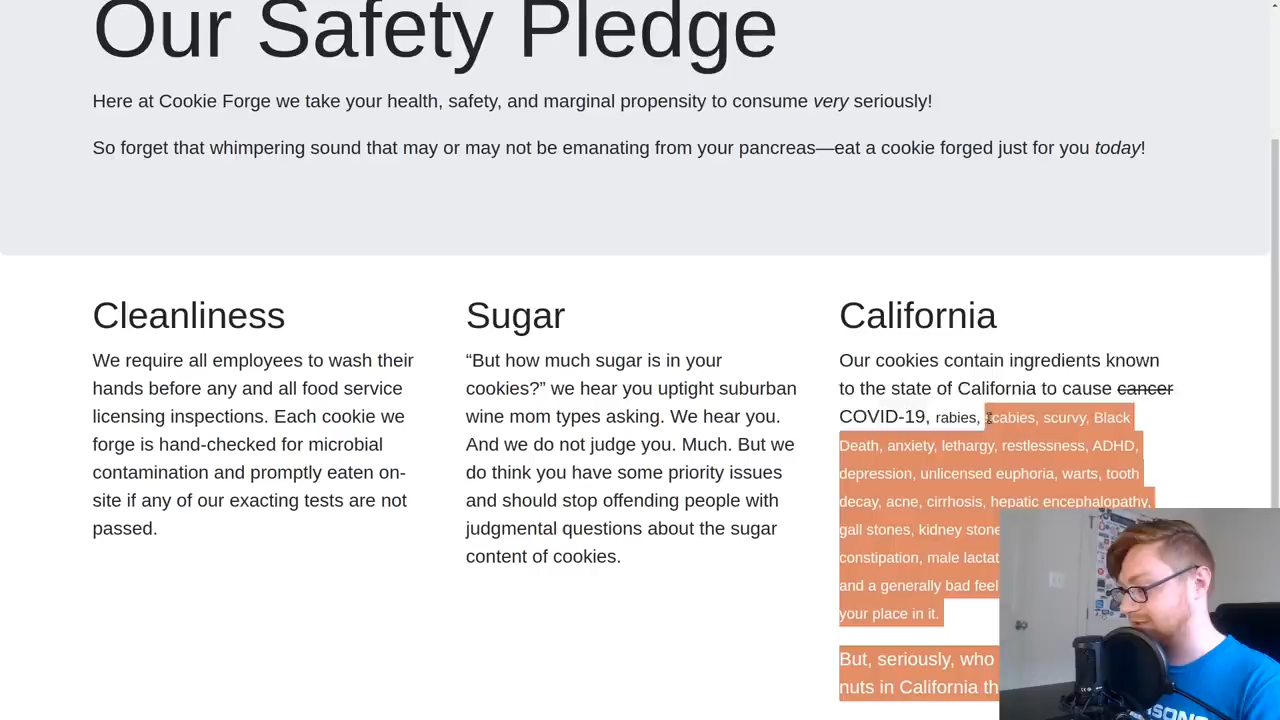 Our Safety Pledge
Here at Cookie Forge we take your health, safety, and marginal propensity to consume very seriously!
So forget that whimpering sound that may or may not be emanating from your pancreas—eat a cookie forged just for you today!
Cleanliness
We require all employees to wash their
hands before any and all food service
licensing inspections. Each cookie we
forge is hand-checked for microbial
contamination and promptly eaten on-
site if any of our exacting tests are not
passed.
Sugar
“But how much sugar is in your
cookies?” we hear you uptight suburban
wine mom types asking. We hear you.
And we do not judge you. Much. But we
do think you have some priority issues
and should stop offending people with
judgmental questions about the sugar
content of cookies.
California
Our cookies contain ingredients known
to the state of California to cause cancer
COVID-19, rabies, scabies, scurvy, Black
Death, anxiety, lethargy, restlessness, ADHD,
depression, unlicensed euphoria, warts, tooth
decay, acne, cirrhosis, hepatic encephalopathy,
gall stones, kidney stone
constipation, male lactat
and a generally bad feel
your place in it.
But, seriously, who
nuts in California th